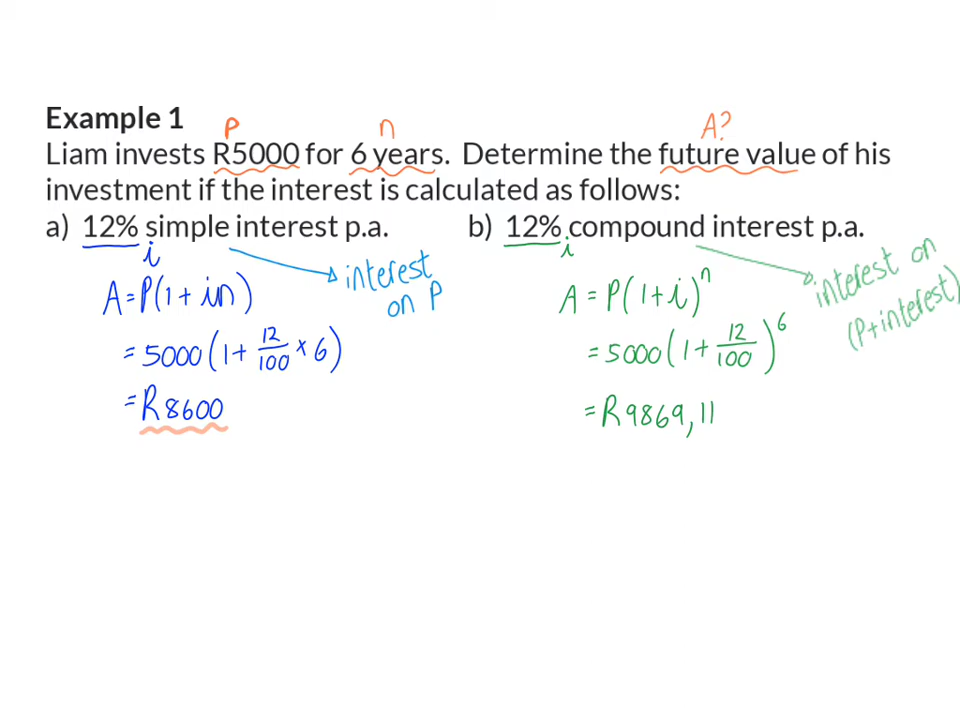 Example 1
P n A?
Liam invests R5000 for 6 years. Determine the future value of his
investment if the interest is calculated as follows:
a) 12% simple interest p.a.
i
interest
on P
A=P(1+in)
=5000(1+12/100×6)
=R8600
b) 12% compound interest p.a.
i
interest on
(P+interest)
A=P(1+i)^n
=5000(1+12/100)^6
=R9869,11